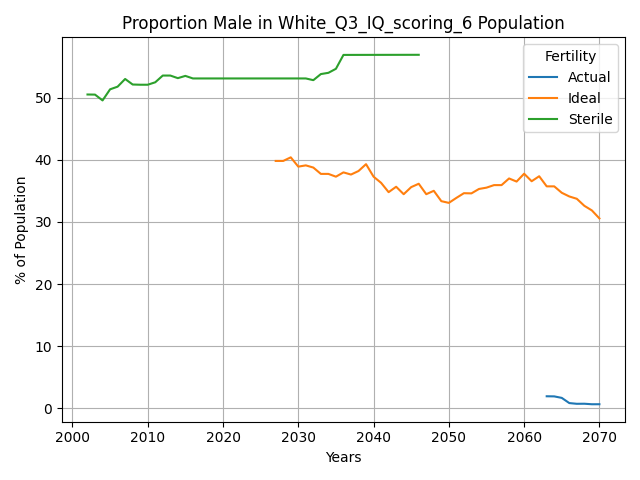 Proportion Male in White_Q3_IQ_scoring_6 Population
Fertility
Actual
Ideal
Sterile
% of Population
50
40
30
20
10
0
2000 2010 2020 2030 2040 2050 2060 2070
Years